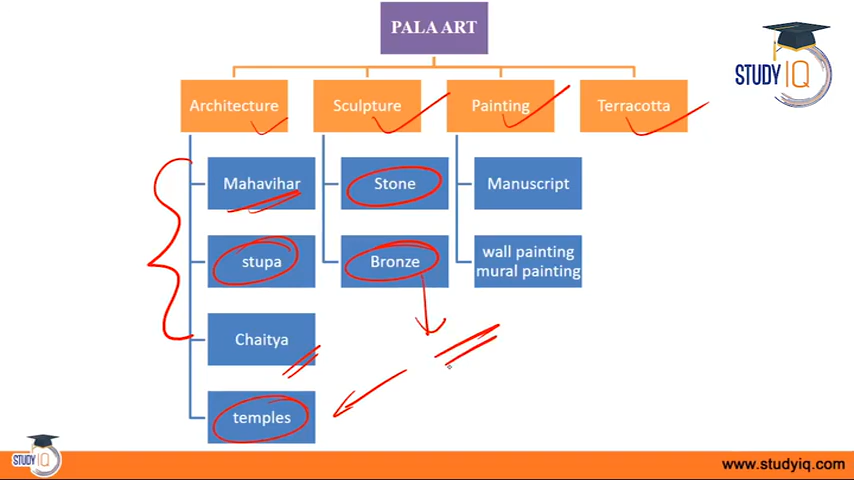 PALA ART
STUDY IQ
Architecture
Sculpture
Painting
Terracotta
Mahavihar
Stone
Manuscript
stupa
Bronze
wall painting
mural painting
Chaitya
temples
STUDY IQ
www.studyiq.com